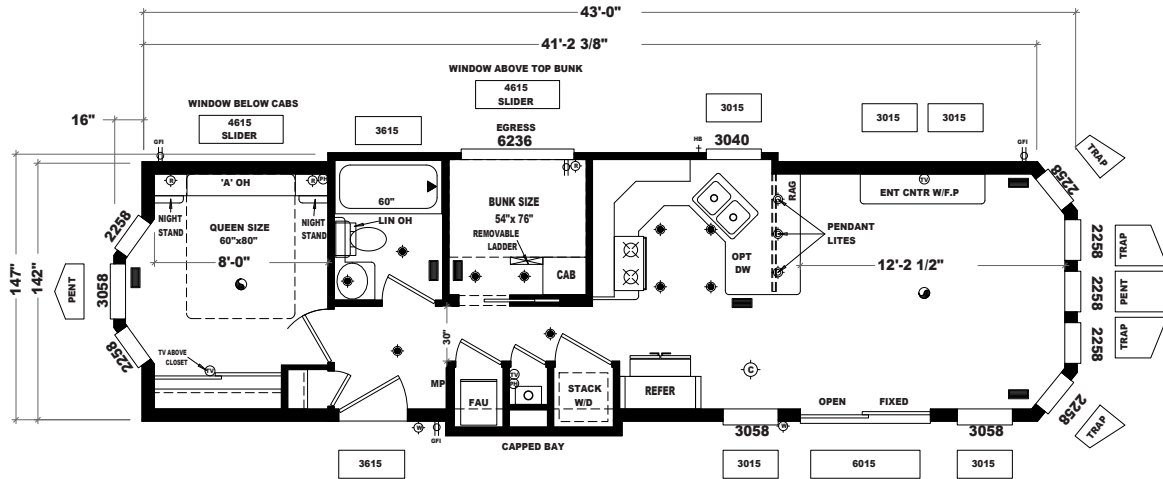 43'-0"
41'-2 3/8"
WINDOW ABOVE TOP BUNK
4615
SLIDER
WINDOW BELOW CABS
4615
SLIDER
16"
3615
EGRESS
6236
3015
3015
3015
HB
3040
GFI
GFI
TRAP
2258
R
R
PH
'A' OH
60"
LIN OH
NIGHT
STAND
NIGHT
STAND
QUEEN SIZE
60"x80"
8'-0"
BUNK SIZE
54"x 76"
REMOVABLE
LADDER
CAB
R
OPT
DW
RAG
PENDANT
LITES
TV
ENT CNTR W/F.P
12'-2 1/2"
2258
TRAP
2258
PENT
2258
TRAP
2258
TRAP
147"
142"
PENT
2258
3058
2258
TV ABOVE
CLOSET
TV
30"
MP
FAU
STACK
W/D
REFER
C
OPEN
FIXED
W
GFI
CAPPED BAY
3058
W
3058
3615
3015
6015
3015